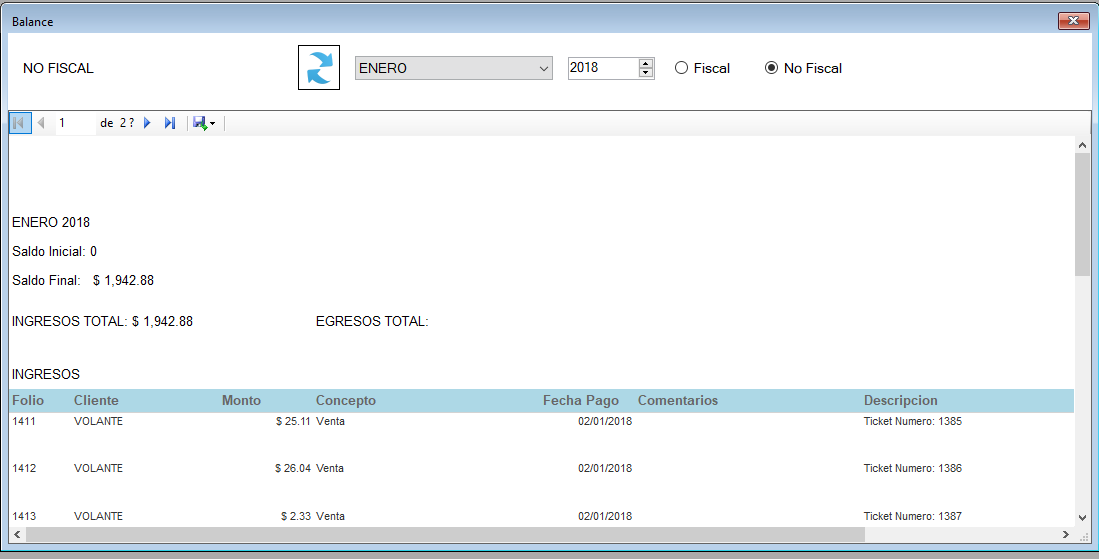 Balance
NO FISCAL
ENERO
2018
Fiscal
No Fiscal
1 de 2 ?
ENERO 2018
Saldo Inicial: 0
Saldo Final: $ 1,942.88
INGRESOS TOTAL: $ 1,942.88 EGRESOS TOTAL:
INGRESOS
Folio Cliente Monto Concepto Fecha Pago Comentarios Descripcion
1411 VOLANTE $ 25.11 Venta 02/01/2018 Ticket Numero: 1385
1412 VOLANTE $ 26.04 Venta 02/01/2018 Ticket Numero: 1386
1413 VOLANTE $ 2.33 Venta 02/01/2018 Ticket Numero: 1387